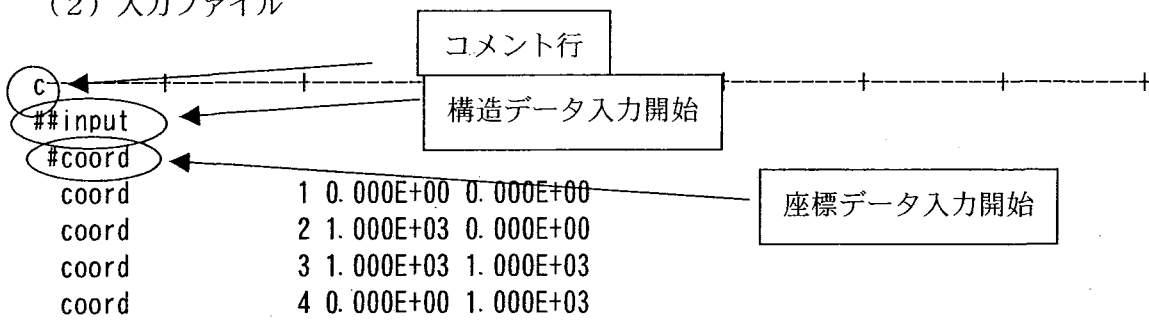 (2) 入力ファイル
コメント行
c---------+---------+---------+---------+---------+---------+---------+---------+
##input
構造データ入力開始
#coord
座標データ入力開始
coord 1 0.000E+00 0.000E+00
coord 2 1.000E+03 0.000E+00
coord 3 1.000E+03 1.000E+03
coord 4 0.000E+00 1.000E+03